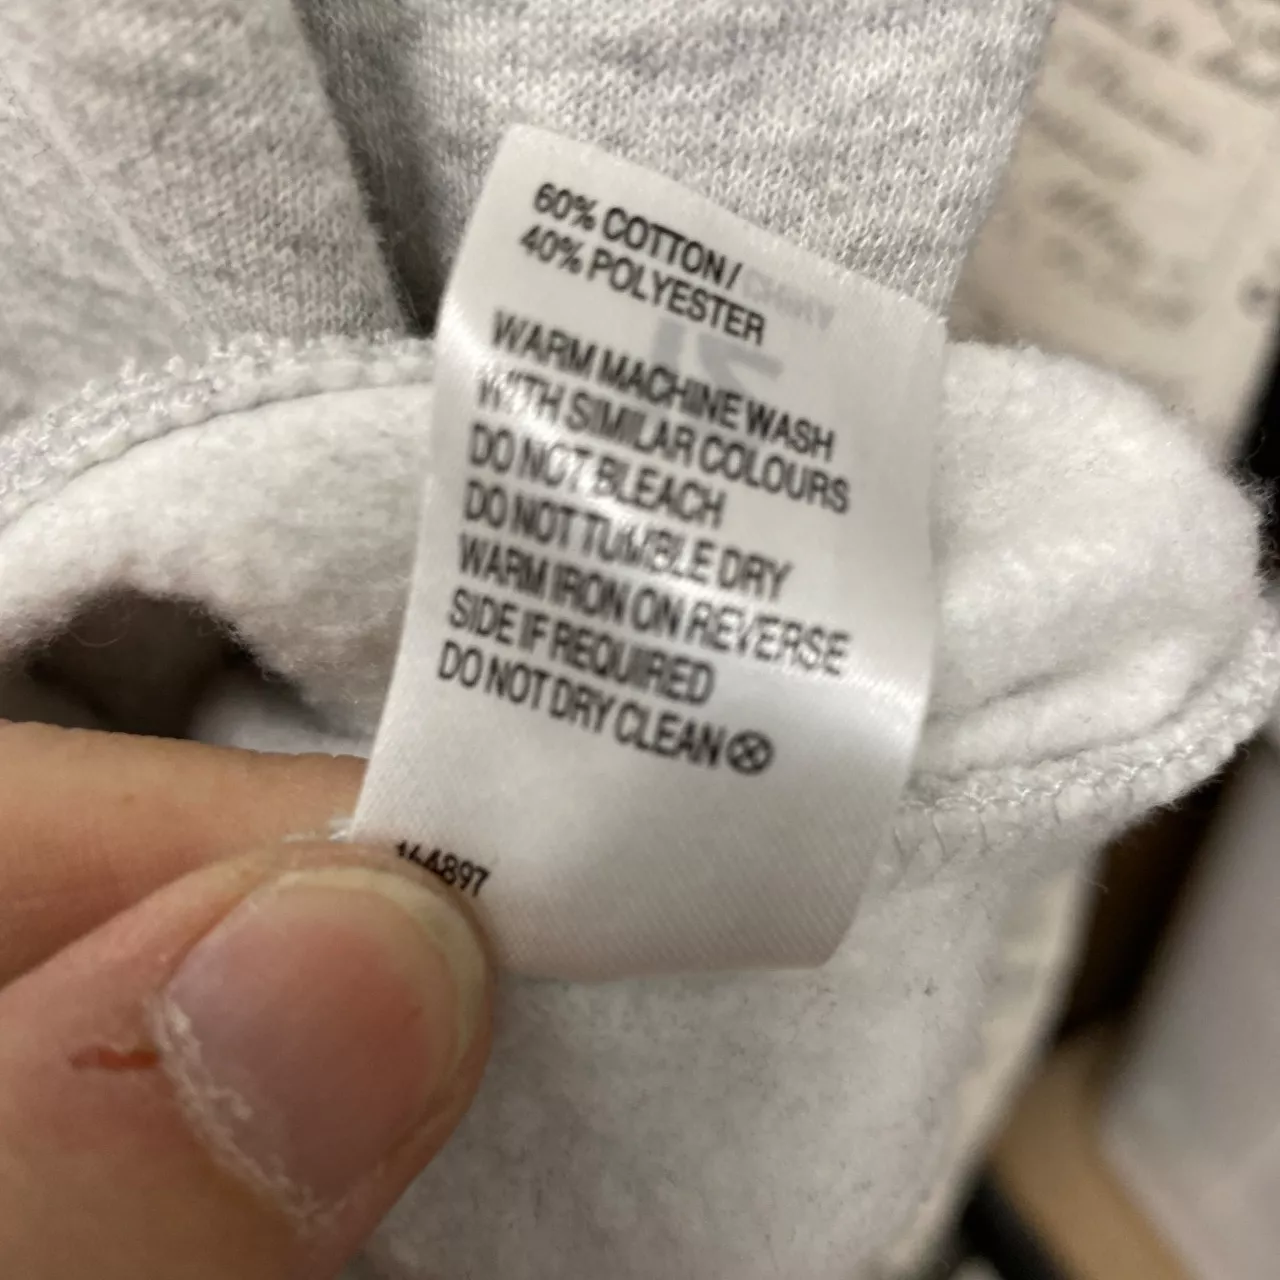 60% COTTON/
40% POLYESTER
WARM MACHINE WASH
WITH SIMILAR COLOURS
DO NOT BLEACH
DO NOT TUMBLE DRY
WARM IRON ON REVERSE
SIDE IF REQUIRED
DO NOT DRY CLEAN